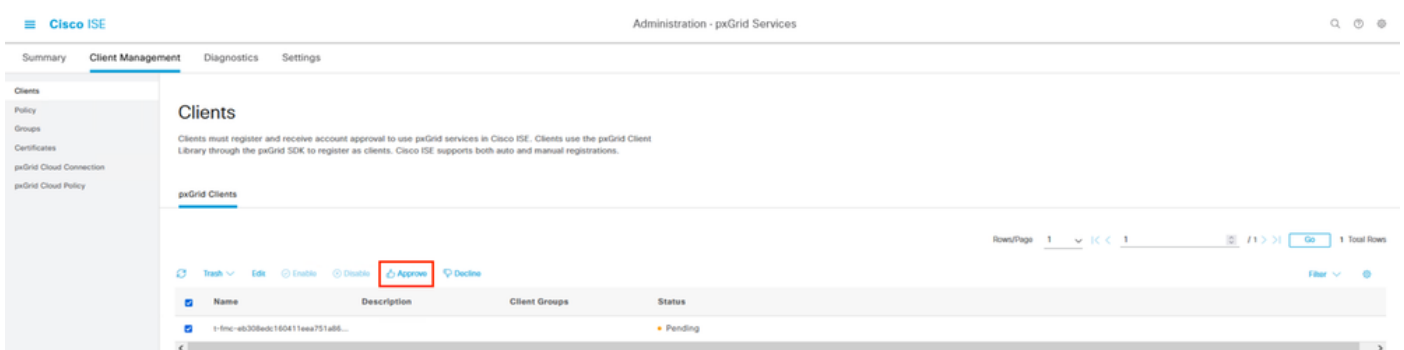 Cisco ISE
Administration - pxGrid Services
Summary Client Management Diagnostics Settings
Clients
Policy
Groups
Certificates
pxGrid Cloud Connection
pxGrid Cloud Policy
Clients
Clients must register and receive account approval to use pxGrid services in Cisco ISE. Clients use the pxGrid Client
Library through the pxGrid SDK to register as clients. Cisco ISE supports both auto and manual registrations.
pxGrid Clients
Rows/Page 1 1 / 1 Go 1 Total Rows
Trash Edit Enable Disable Approve Decline Filter
Name Description Client Groups Status
t-fmc-eb308edc160411eea751a86... Pending